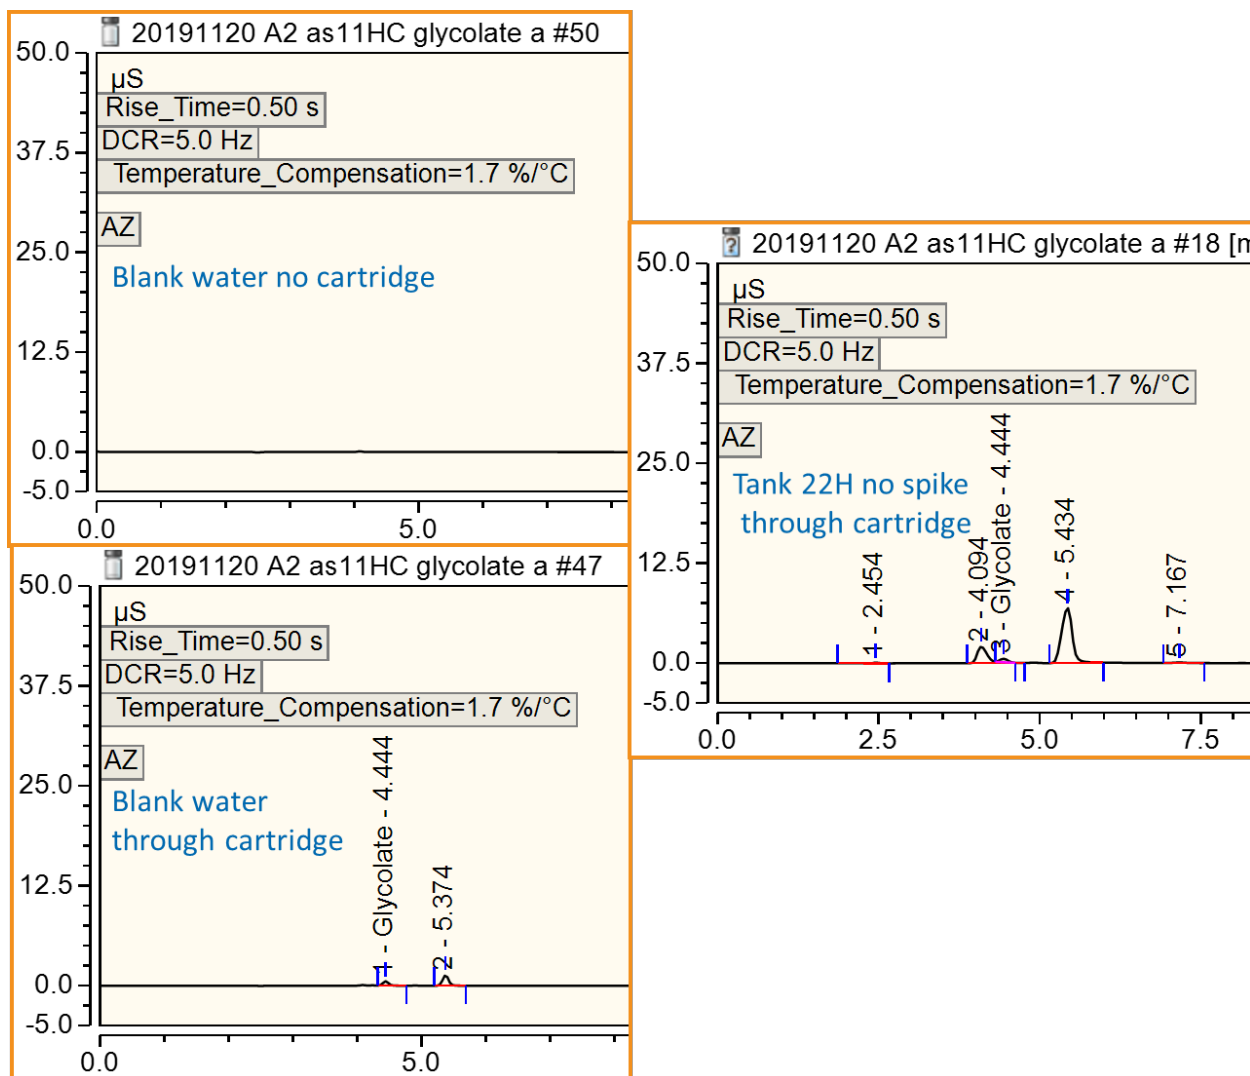 20191120 A2 as11HC glycolate a #50
50.0
µS
Rise_Time=0.50 s
DCR=5.0 Hz
37.5
Temperature_Compensation=1.7 %/°C
AZ
25.0
Blank water no cartridge
12.5
0.0
-5.0
0.0
5.0
20191120 A2 as11HC glycolate a #47
50.0
µS
Rise_Time=0.50 s
DCR=5.0 Hz
37.5
Temperature_Compensation=1.7 %/°C
AZ
25.0
Blank water
through cartridge
12.5
1 - Glycolate - 4.444
2 - 5.374
0.0
-5.0
0.0
5.0
20191120 A2 as11HC glycolate a #18 [m
50.0
µS
Rise_Time=0.50 s
DCR=5.0 Hz
37.5
Temperature_Compensation=1.7 %/°C
AZ
25.0
Tank 22H no spike
through cartridge
12.5
1 - 2.454
2 - 4.094
3 - Glycolate - 4.444
4 - 5.434
5 - 7.167
0.0
-5.0
0.0
2.5
5.0
7.5